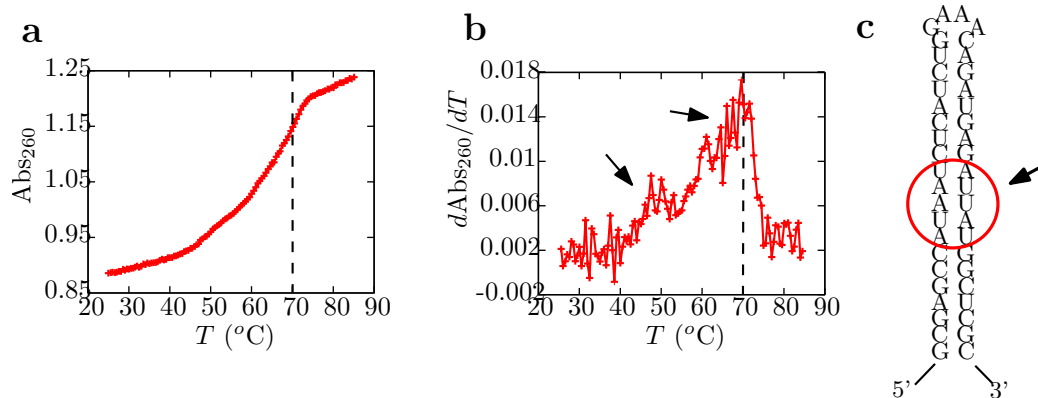 a
Abs260
1.25
1.15
1.05
0.95
0.85
20 30 40 50 60 70 80 90
T (°C)
b
dAbs260/dT
0.018
0.014
0.010
0.006
0.002
-0.002
20 30 40 50 60 70 80
T (°C)
c
GAAA
G C
U A
C G
U A
A U
C G
U A
C G
U A
A U
A U
U A
A U
C G
C G
G C
A U
G C
C G
G C
5' 3'